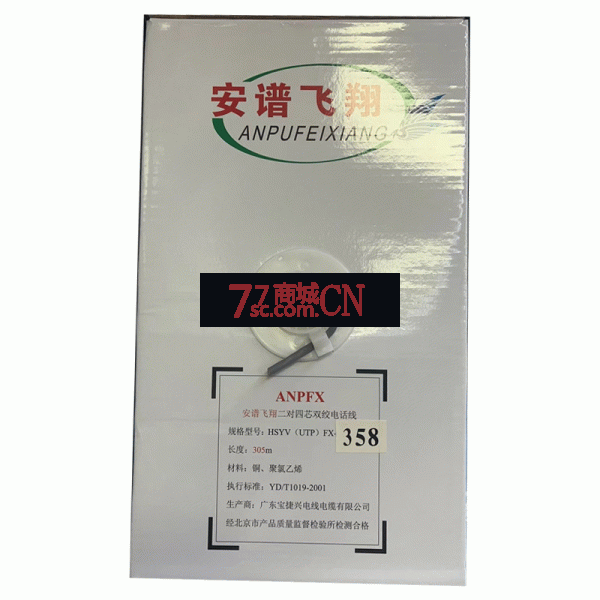 安谱飞翔
ANPUFEIXIANG
77商城.CN
sc.com
ANPFX
安谱飞翔二对四芯双绞电话线
规格型号：HSYV（UTP）FX-
358
长度：305m
材料：铜、聚氯乙烯
执行标准：YD/T1019-2001
生产商：广东宝捷兴电线电缆有限公司
经北京市产品质量监督检验所检测合格